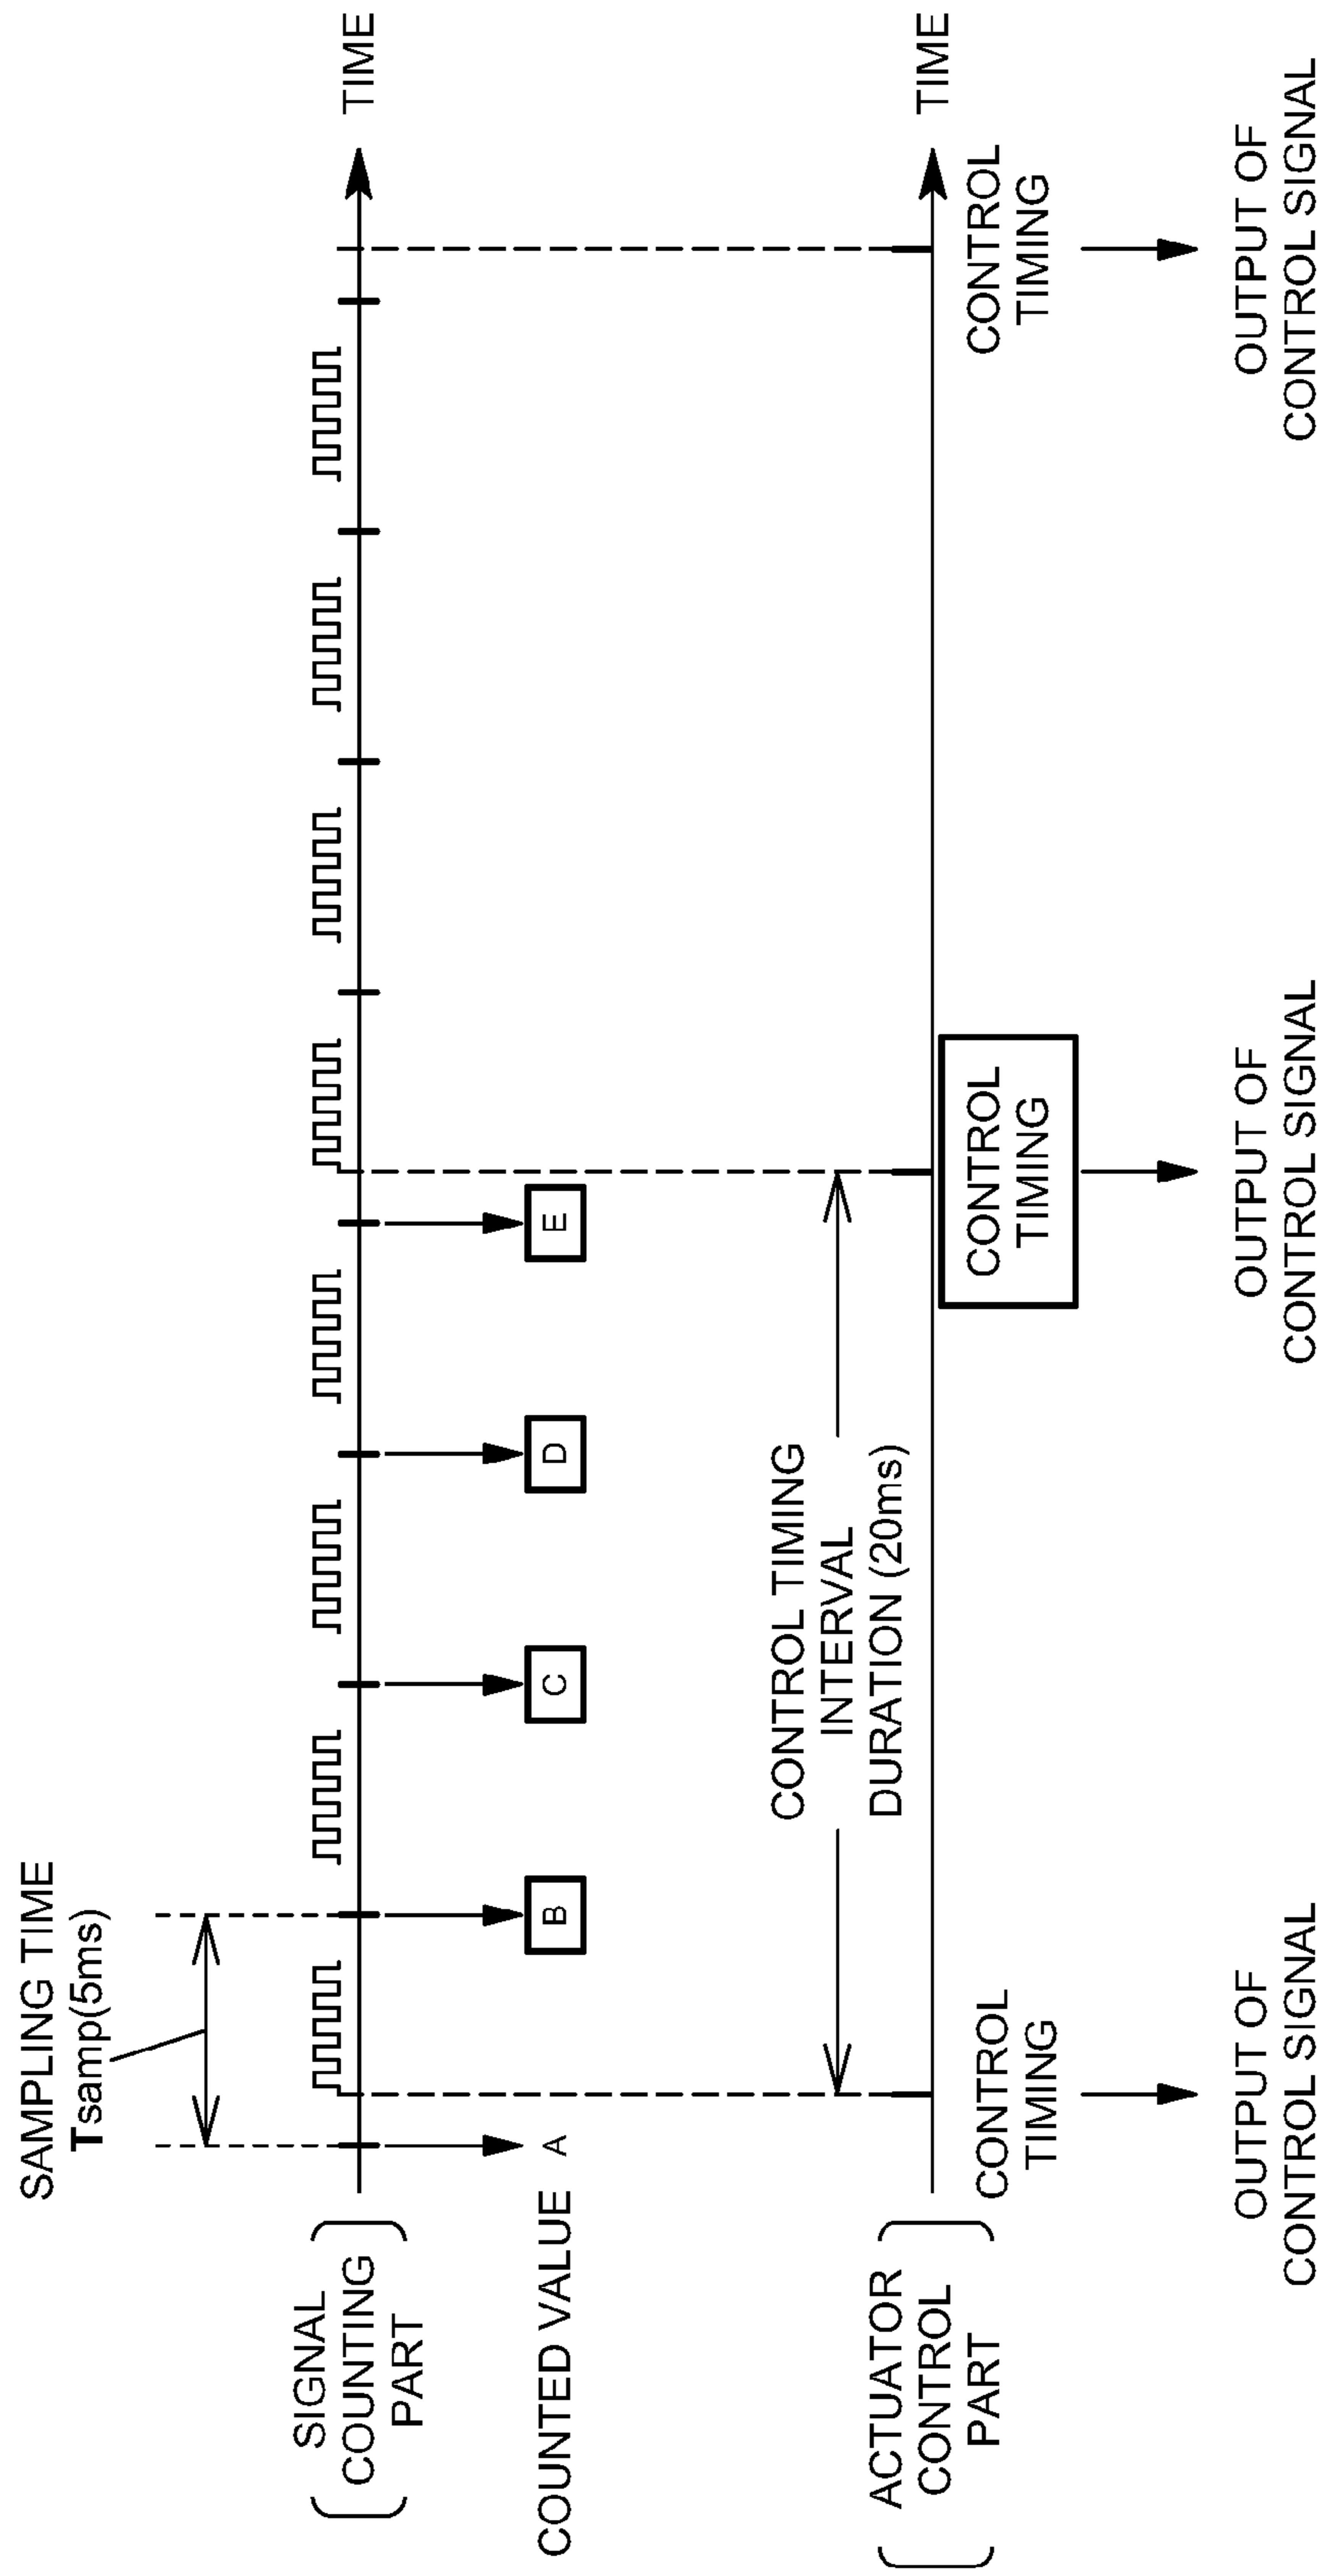 SAMPLING TIME
Tsamp(5ms)
SIGNAL
COUNTING
PART
TIME
COUNTED VALUE
A
B
C
D
E
CONTROL TIMING
INTERVAL
DURATION (20ms)
ACTUATOR
CONTROL
PART
TIME
CONTROL
TIMING
CONTROL
TIMING
CONTROL
TIMING
OUTPUT OF
CONTROL SIGNAL
OUTPUT OF
CONTROL SIGNAL
OUTPUT OF
CONTROL SIGNAL